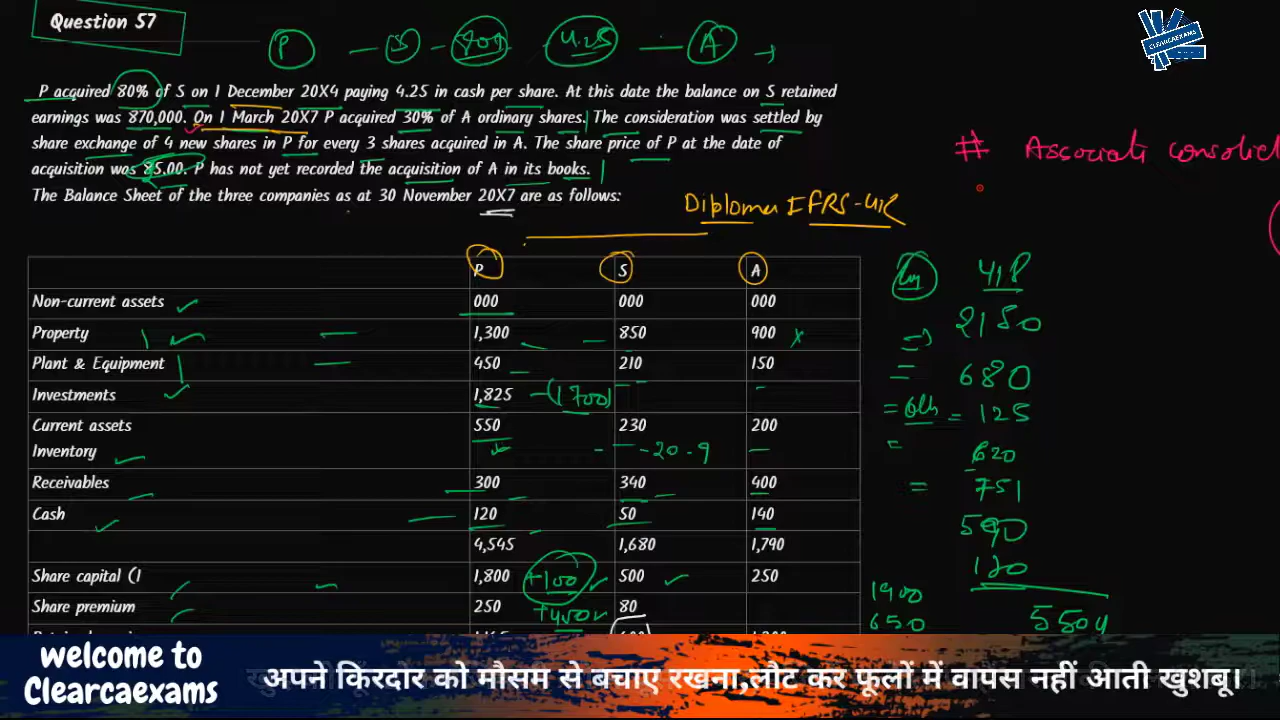 Question 57
P — S - 80% 4.25 — A →
CLEARCAEXAMS
P acquired 80% of S on 1 December 20X4 paying 4.25 in cash per share. At this date the balance on S retained
earnings was 870,000. On 1 March 20X7 P acquired 30% of A ordinary shares. The consideration was settled by
share exchange of 4 new shares in P for every 3 shares acquired in A. The share price of P at the date of
acquisition was 85.00. P has not yet recorded the acquisition of A in its books.
The Balance Sheet of the three companies as at 30 November 20X7 are as follows:
# Associate
Diploma IFRS
P S A
Non-current assets 000 000 000
Property 1,300 850 900 x 2150
Plant & Equipment 450 210 150 = 680
Investments 1,825 -(1700) = 125
Current assets 550 230 200
Inventory - 20 - 9 = 751
Receivables 300 340 400
Cash 120 50 140 590
4,545 1,680 1,790
Share capital (1 1,800 +100 500 250 1900
Share premium 250 +400 80 650 5504
welcome to
Clearcaexams
अपने किरदार को मौसम से बचाए रखना,लौट कर फूलों में वापस नहीं आती खुशबू।